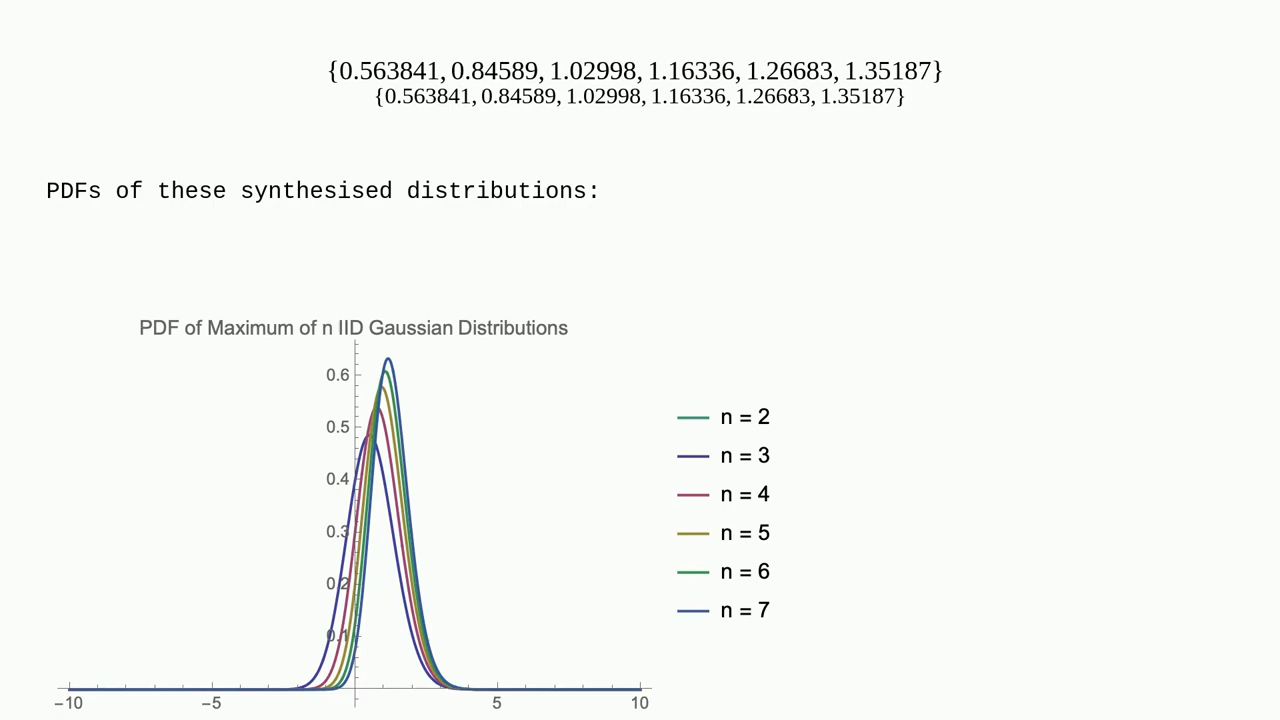 {0.563841, 0.84589, 1.02998, 1.16336, 1.26683, 1.35187}
{0.563841, 0.84589, 1.02998, 1.16336, 1.26683, 1.35187}
PDFs of these synthesised distributions:
PDF of Maximum of n IID Gaussian Distributions
0.6
0.5
0.4
0.3
0.2
0.1
−10
−5
5
10
n = 2
n = 3
n = 4
n = 5
n = 6
n = 7